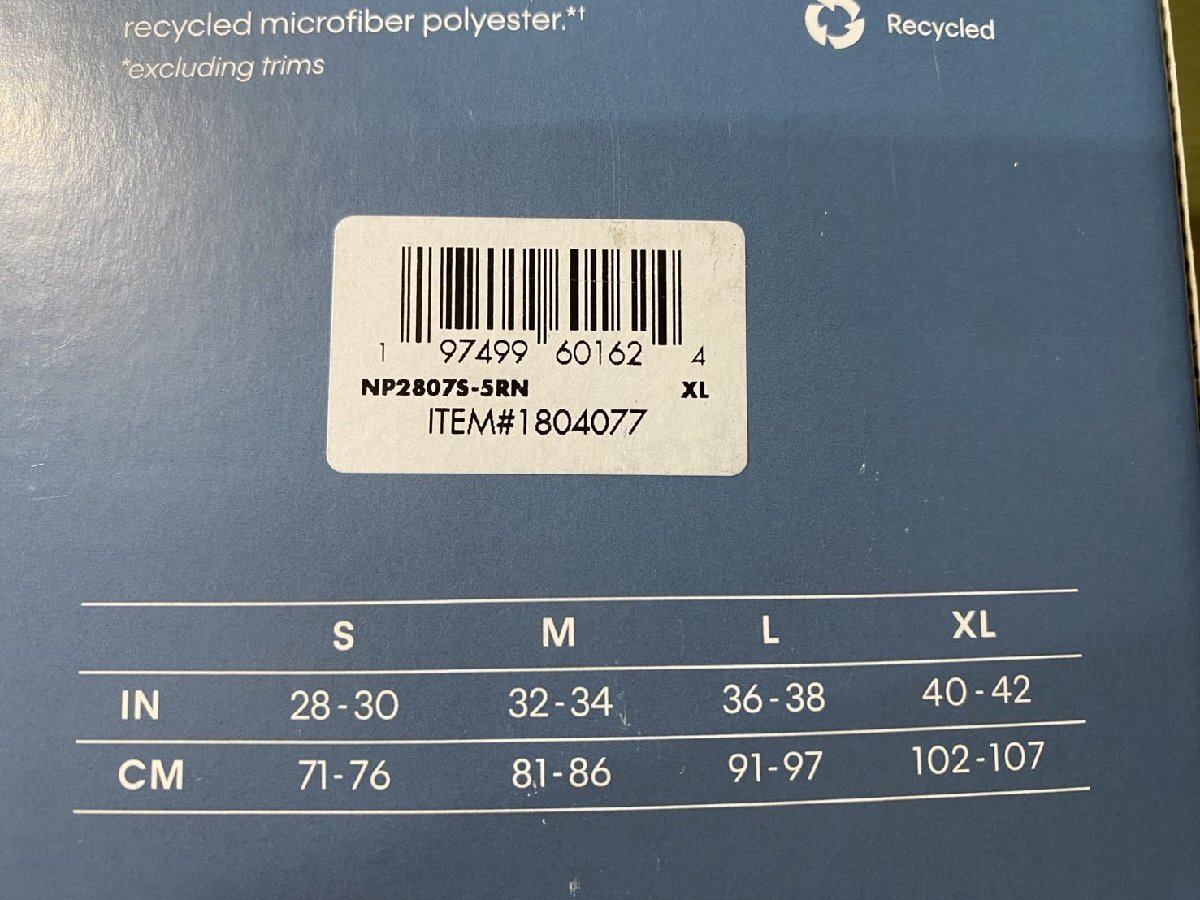 recycled microfiber polyester.*†
*excluding trims
Recycled
1 97499 60162 4
NP2807S-5RN XL
ITEM#1804077
S M L XL
IN 28-30 32-34 36-38 40-42
CM 71-76 81-86 91-97 102-107